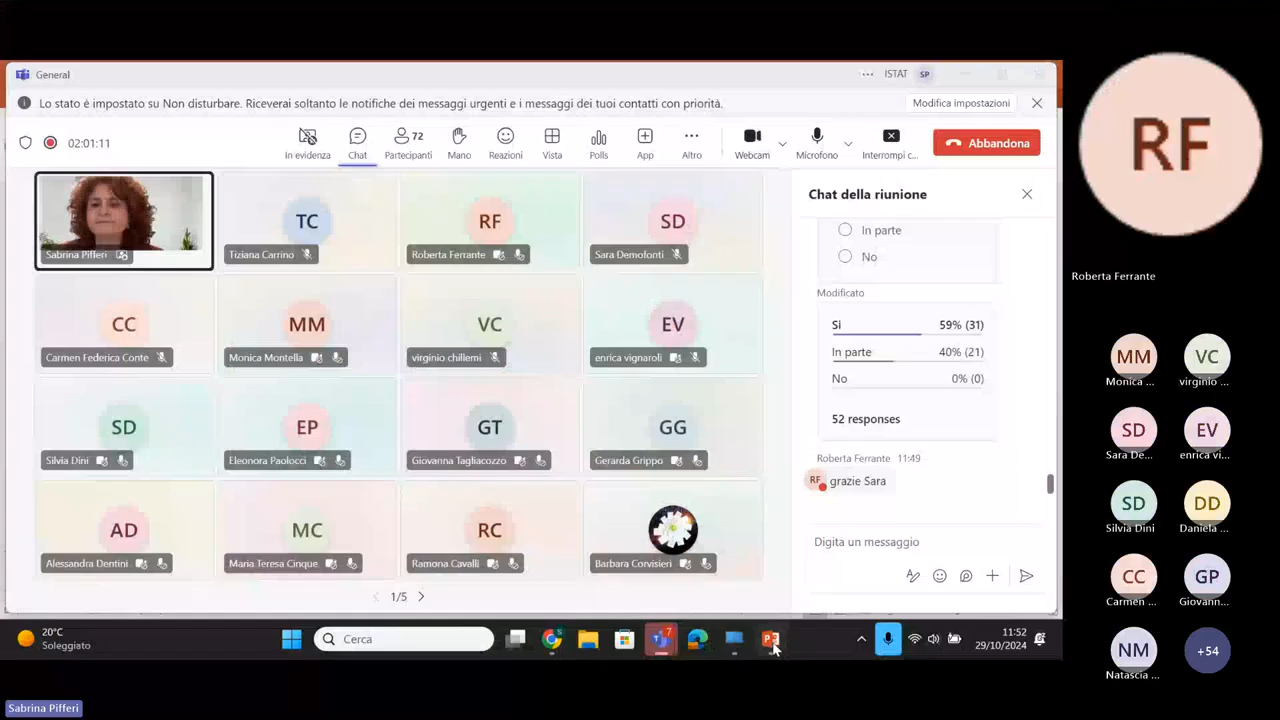 General
ISTAT
SP
Lo stato è impostato su Non disturbare. Riceverai soltanto le notifiche dei messaggi urgenti e i messaggi dei tuoi contatti con priorità.
Modifica impostazioni
02:01:11
In evidenza
Chat
72
Partecipanti
Mano
Reazioni
Vista
Polls
App
Altro
Webcam
Microfono
Interrompi c...
Abbandona
Sabrina Pifferi
TC
Tiziana Carrino
RF
Roberta Ferrante
SD
Sara Demofonti
CC
Carmen Federica Conte
MM
Monica Montella
VC
virginio chillemi
EV
enrica vignaroli
SD
Silvia Dini
EP
Eleonora Paolocci
GT
Giovanna Tagliacozzo
GG
Gerarda Grippo
AD
Alessandra Dentini
MC
Maria Teresa Cinque
RC
Ramona Cavalli
Barbara Corvisieri
1/5
Chat della riunione
In parte
No
Modificato
Si 59% (31)
In parte 40% (21)
No 0% (0)
52 responses
Roberta Ferrante 11:49
RF
grazie Sara
Digita un messaggio
20°C
Soleggiato
Cerca
7
11:52
29/10/2024
RF
Roberta Ferrante
MM
Monica ...
VC
virginio ...
SD
Sara De...
EV
enrica vi...
SD
Silvia Dini
DD
Daniela ...
CC
Carmen ...
GP
Giovann...
NM
Natascia ...
+54
Sabrina Pifferi